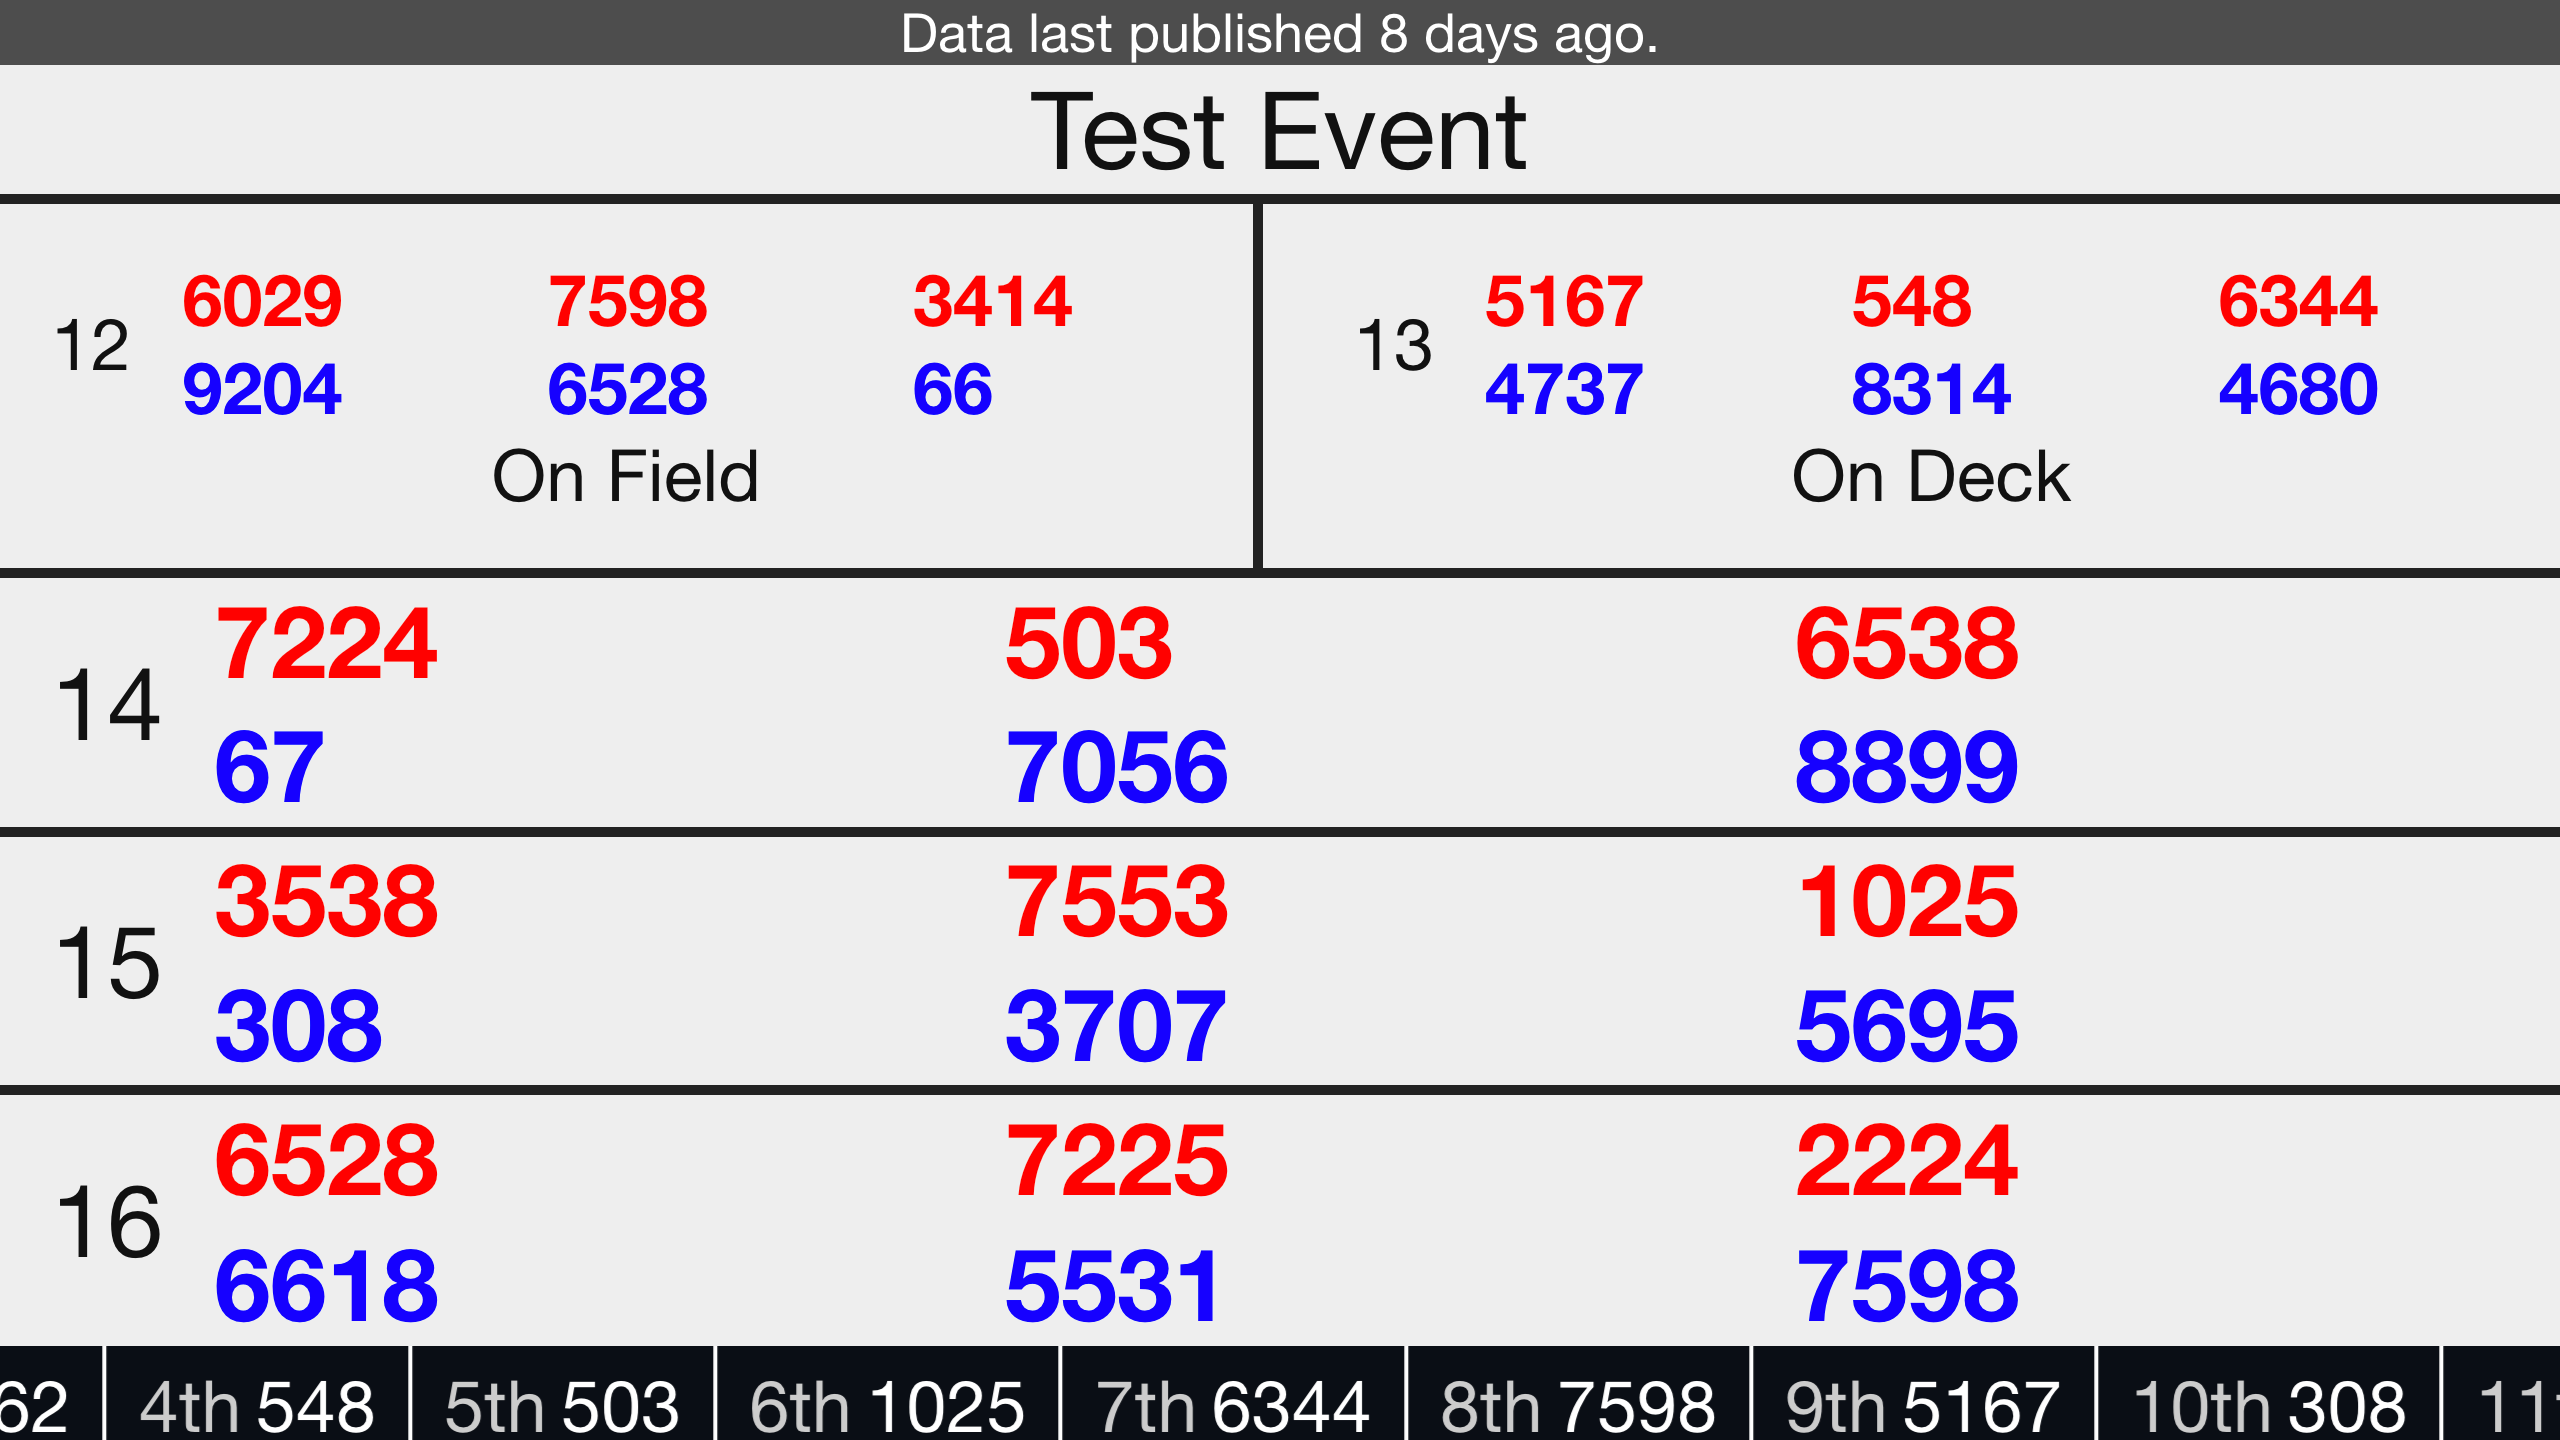 Data last published 8 days ago.
Test Event
12
6029 7598 3414
9204 6528 66
On Field
13
5167 548 6344
4737 8314 4680
On Deck
14
7224 503 6538
67 7056 8899
15
3538 7553 1025
308 3707 5695
16
6528 7225 2224
6618 5531 7598
62 4th 548 5th 503 6th 1025 7th 6344 8th 7598 9th 5167 10th 308 11